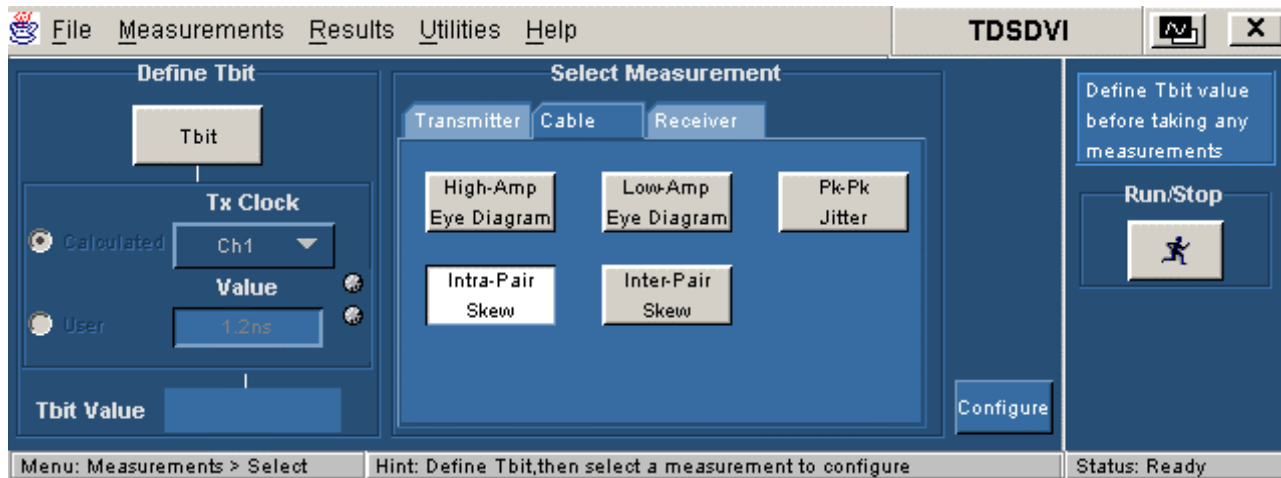 File Measurements Results Utilities Help TDSDVI X
Define Tbit
Tbit
Tx Clock
Calculated
Ch1
Value
User
1.2ns
Tbit Value
Select Measurement
Transmitter Cable Receiver
High-Amp
Eye Diagram
Low-Amp
Eye Diagram
Pk-Pk
Jitter
Intra-Pair
Skew
Inter-Pair
Skew
Configure
Define Tbit value
before taking any
measurements
Run/Stop
Menu: Measurements > Select
Hint: Define Tbit,then select a measurement to configure
Status: Ready